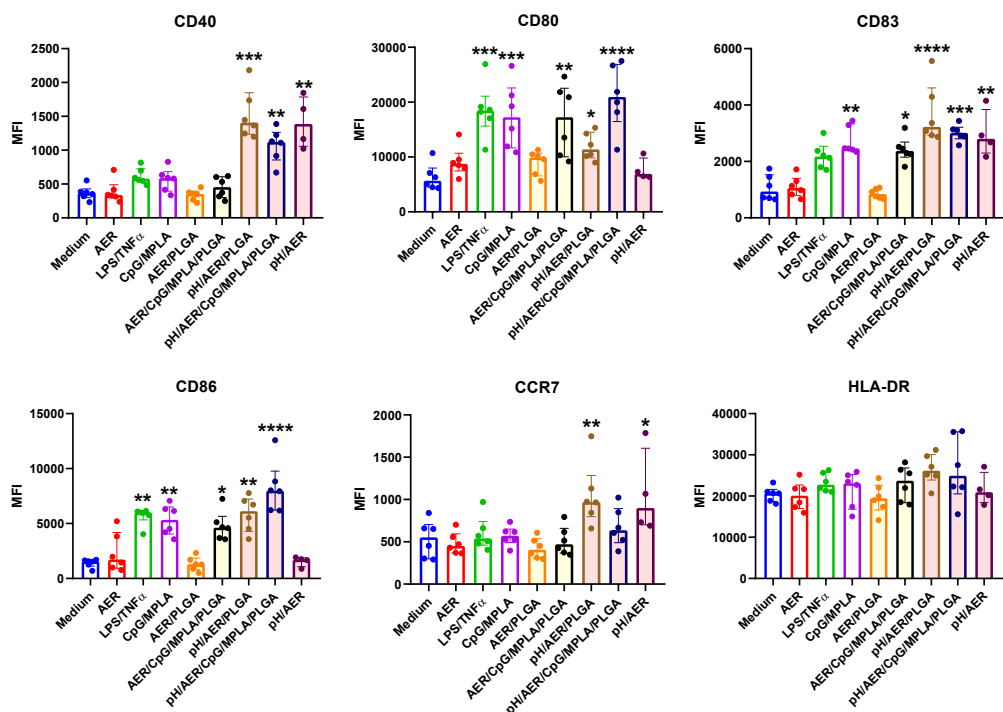 CD40
MFI
2500
2000
1500
1000
500
0
***
**
**
Medium
AER
LPS/TNFα
CpG/MPLA
AER/PLGA
AER/CpG/MPLA/PLGA
pH/AER/PLGA
pH/AER/CpG/MPLA/PLGA
pH/AER
CD80
MFI
30000
20000
10000
0
***
***
**
*
****
Medium
AER
LPS/TNFα
CpG/MPLA
AER/PLGA
AER/CpG/MPLA/PLGA
pH/AER/PLGA
pH/AER/CpG/MPLA/PLGA
pH/AER
CD83
MFI
6000
4000
2000
0
**
*
****
***
**
Medium
AER
LPS/TNFα
CpG/MPLA
AER/PLGA
AER/CpG/MPLA/PLGA
pH/AER/PLGA
pH/AER/CpG/MPLA/PLGA
pH/AER
CD86
MFI
15000
10000
5000
0
**
**
*
**
****
Medium
AER
LPS/TNFα
CpG/MPLA
AER/PLGA
AER/CpG/MPLA/PLGA
pH/AER/PLGA
pH/AER/CpG/MPLA/PLGA
pH/AER
CCR7
MFI
2000
1500
1000
500
0
**
*
Medium
AER
LPS/TNFα
CpG/MPLA
AER/PLGA
AER/CpG/MPLA/PLGA
pH/AER/PLGA
pH/AER/CpG/MPLA/PLGA
pH/AER
HLA-DR
MFI
40000
30000
20000
10000
0
Medium
AER
LPS/TNFα
CpG/MPLA
AER/PLGA
AER/CpG/MPLA/PLGA
pH/AER/PLGA
pH/AER/CpG/MPLA/PLGA
pH/AER